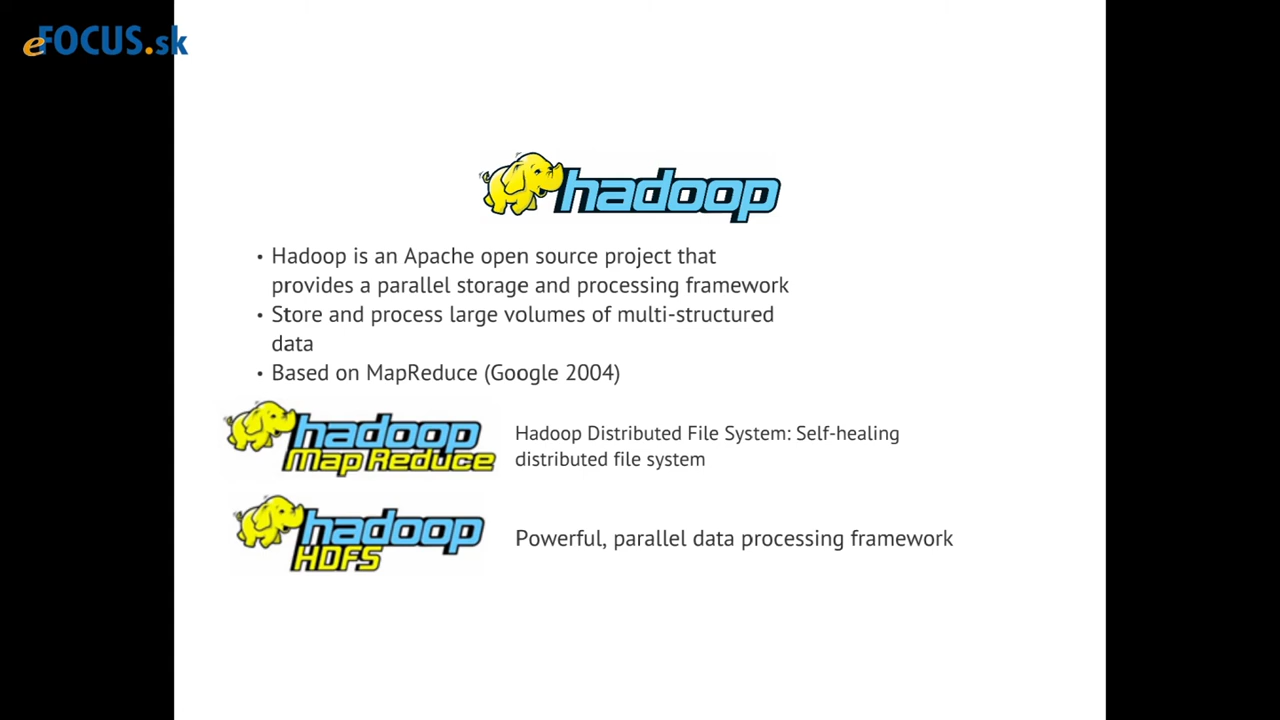 eFOCUS.sk
hadoop
• Hadoop is an Apache open source project that
provides a parallel storage and processing framework
• Store and process large volumes of multi-structured
data
• Based on MapReduce (Google 2004)
hadoop
Map Reduce
Hadoop Distributed File System: Self-healing
distributed file system
hadoop
HDFS
Powerful, parallel data processing framework